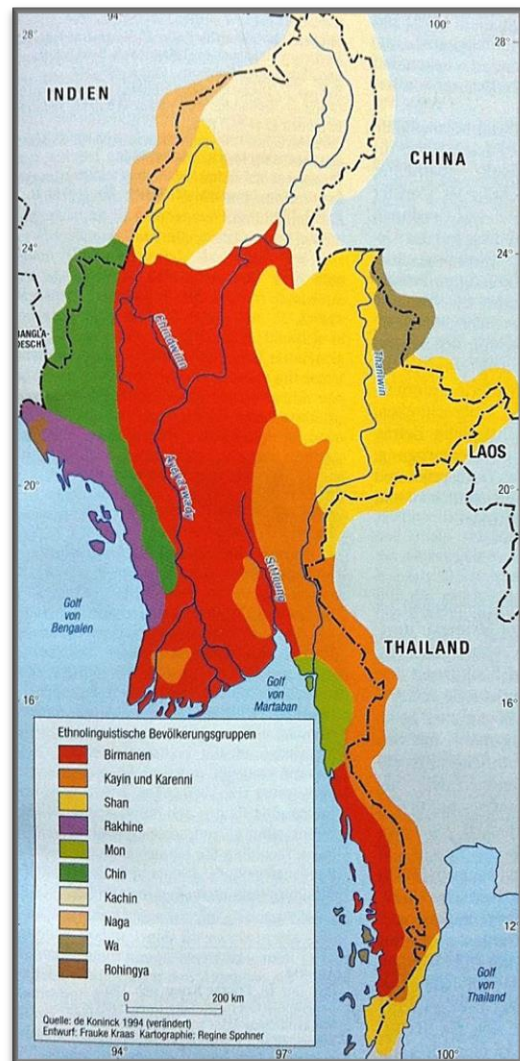 94°
100°
28°
28°
INDIEN
CHINA
24°
24°
BANGLA-
DESCH
Chindwinn
Thanlwin
LAOS
20°
20°
Ayeyarwady
Sittoung
Golf
von
Bengalen
THAILAND
16°
Golf
von
Martaban
16°
Ethnolinguistische Bevölkerungsgruppen
Birmanen
Kayin und Karenni
Shan
Rakhine
Mon
Chin
Kachin
Naga
Wa
Rohingya
12°
Golf
von
Thailand
0 200 km
Quelle: de Koninck 1994 (verändert)
Entwurf: Frauke Kraas Kartographie: Regine Spohner
94°
97°
100°